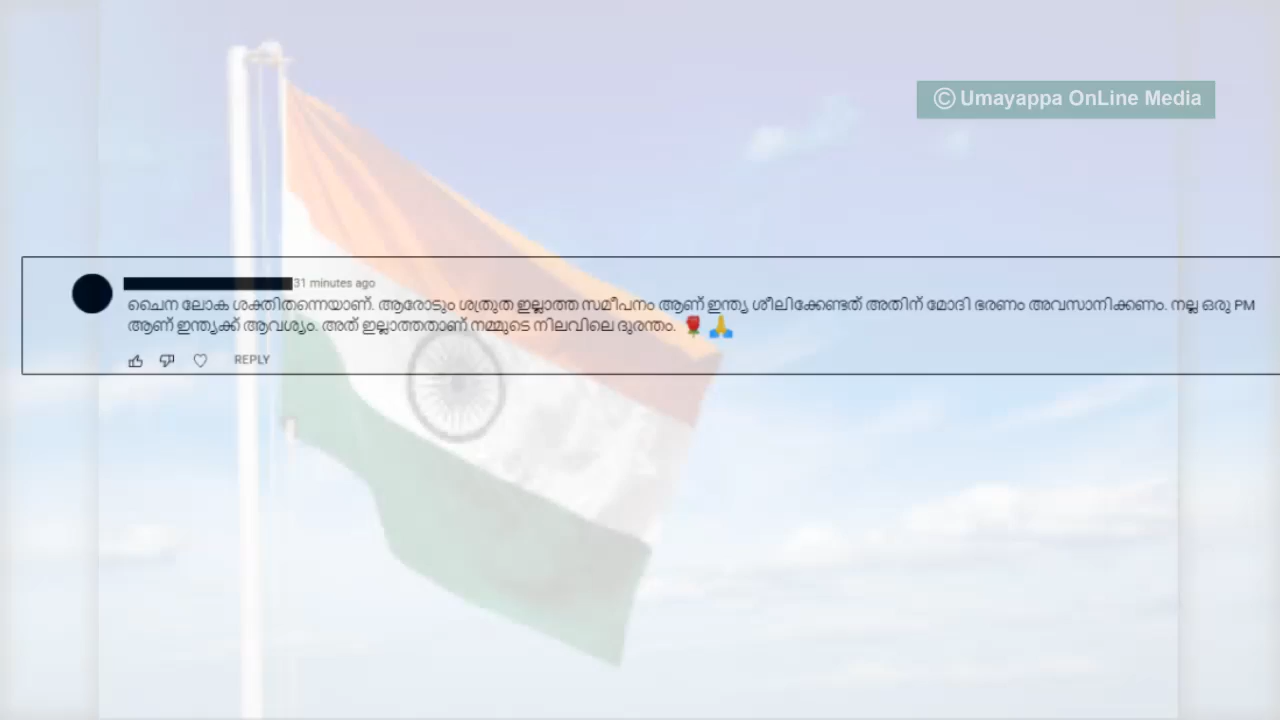 © Umayappa OnLine Media
31 minutes ago
ചൈന ലോക ശക്തിതന്നെയാണ്. ആരോടും ശത്രുത ഇല്ലാത്ത സമീപനം ആണ് ഇന്ത്യ ശീലിക്കേണ്ടത് അതിന് മോദി ഭരണം അവസാനിക്കണം. നല്ല ഒരു PM
ആണ് ഇന്ത്യക്ക് ആവശ്യം. അത് ഇല്ലാത്തതാണ് നമ്മുടെ നിലവിലെ ദുരന്തം. 🌹 🙏
REPLY